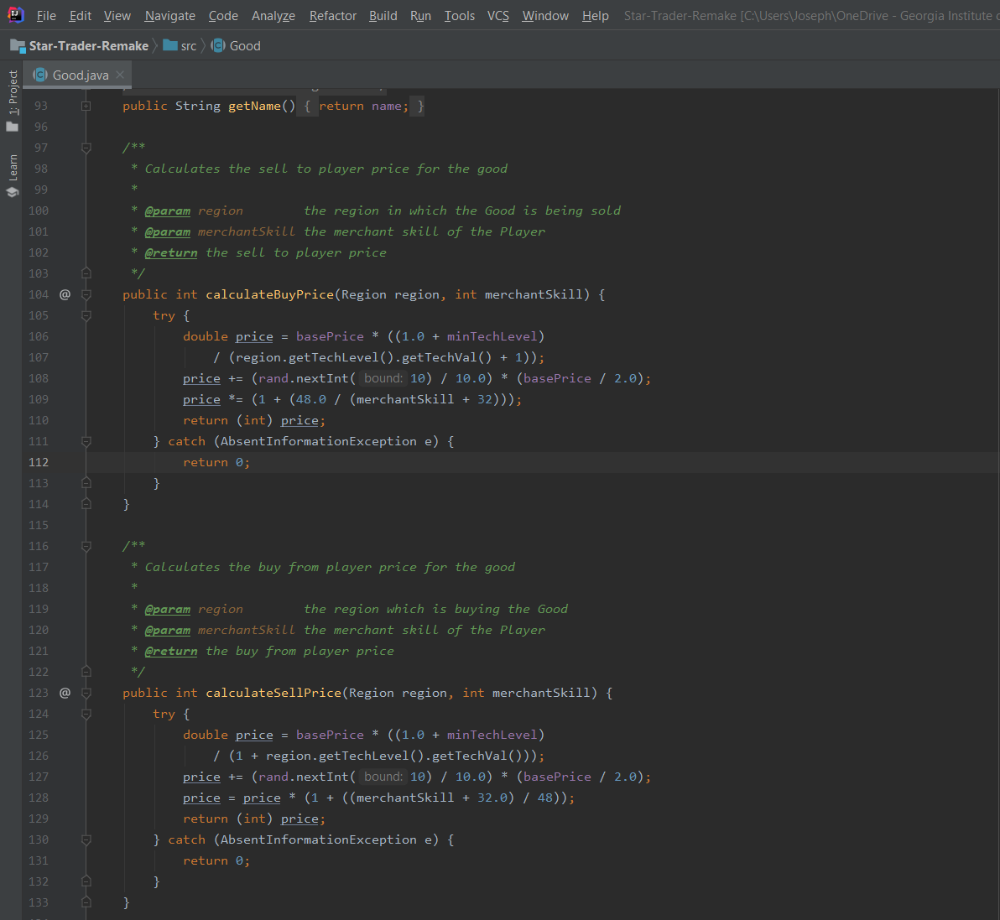 File Edit View Navigate Code Analyze Refactor Build Run Tools VCS Window Help Star-Trader-Remake [C:\Users\Joseph\OneDrive - Georgia Institute
Star-Trader-Remake src Good
Good.java
1: Project
Learn
93 public String getName() { return name; }
96
97 /**
98 * Calculates the sell to player price for the good
99 *
100 * @param region the region in which the Good is being sold
101 * @param merchantSkill the merchant skill of the Player
102 * @return the sell to player price
103 */
104 @ public int calculateBuyPrice(Region region, int merchantSkill) {
105 try {
106 double price = basePrice * ((1.0 + minTechLevel)
107 / (region.getTechLevel().getTechVal() + 1));
108 price += (rand.nextInt( bound: 10) / 10.0) * (basePrice / 2.0);
109 price *= (1 + (48.0 / (merchantSkill + 32)));
110 return (int) price;
111 } catch (AbsentInformationException e) {
112 return 0;
113 }
114 }
115
116 /**
117 * Calculates the buy from player price for the good
118 *
119 * @param region the region which is buying the Good
120 * @param merchantSkill the merchant skill of the Player
121 * @return the buy from player price
122 */
123 @ public int calculateSellPrice(Region region, int merchantSkill) {
124 try {
125 double price = basePrice * ((1.0 + minTechLevel)
126 / (1 + region.getTechLevel().getTechVal()));
127 price += (rand.nextInt( bound: 10) / 10.0) * (basePrice / 2.0);
128 price = price * (1 + ((merchantSkill + 32.0) / 48));
129 return (int) price;
130 } catch (AbsentInformationException e) {
131 return 0;
132 }
133 }